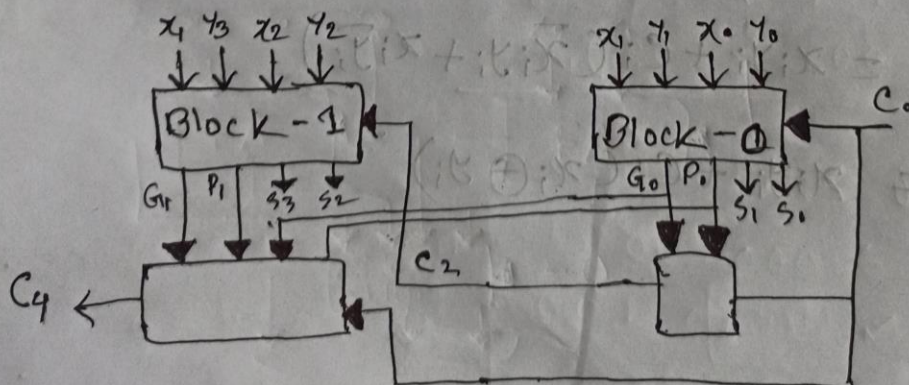 x₁ y₃ x₂ y₂ x₁ y₁ x₀ y₀
C₀
Block-1 Block-0
G₁ P₁ S₃ S₂ G₀ P₀ S₁ S₀
C₂
C₄